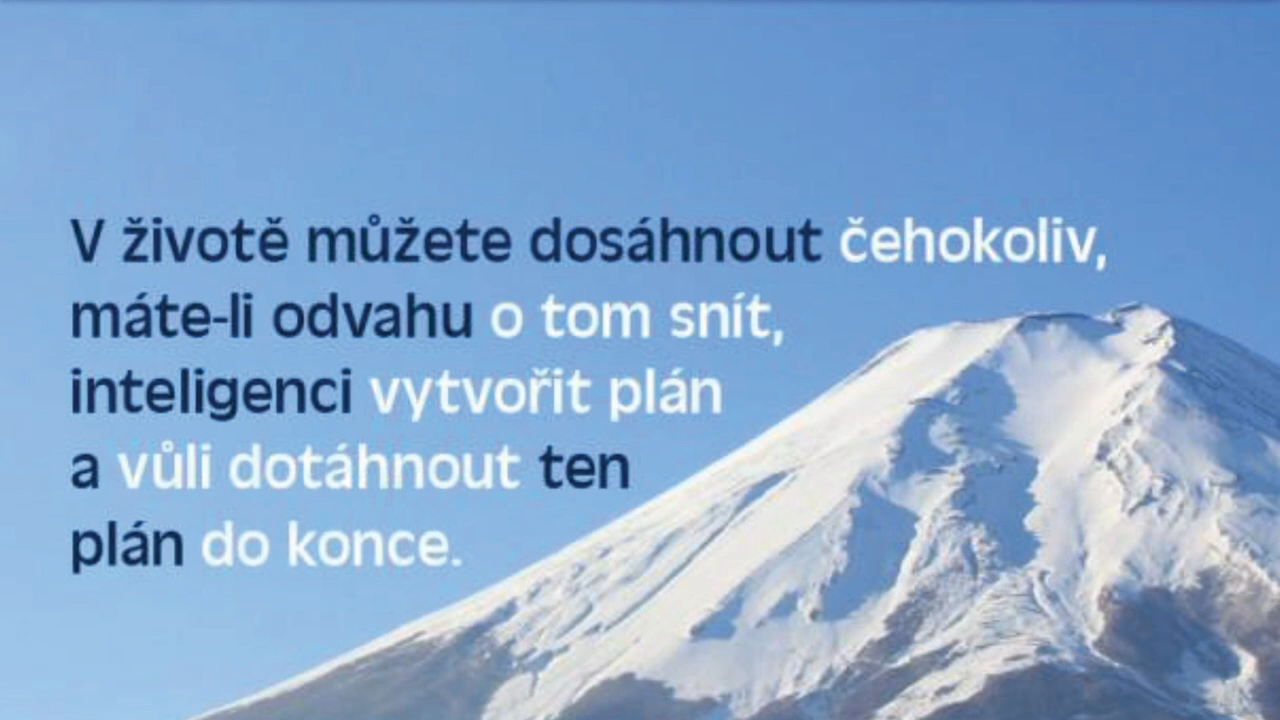 V životě můžete dosáhnout čehokoliv,
máte-li odvahu o tom snít,
inteligenci vytvořit plán
a vůli dotáhnout ten
plán do konce.